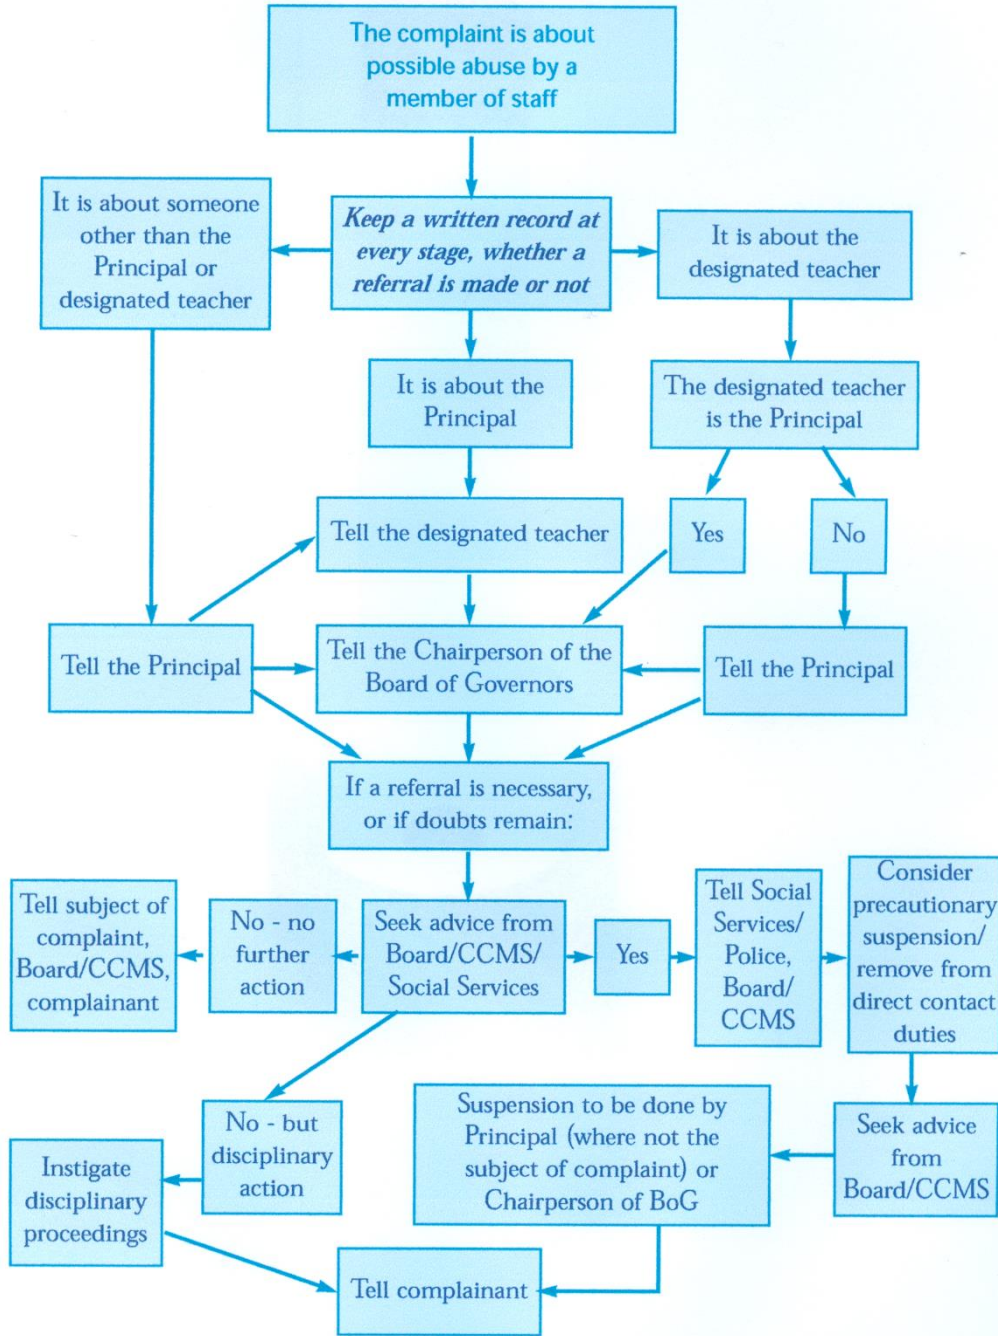 The complaint is about
possible abuse by a
member of staff
It is about someone
other than the
Principal or
designated teacher
Keep a written record at
every stage, whether a
referral is made or not
It is about the
designated teacher
It is about the
Principal
The designated teacher
is the Principal
Tell the designated teacher
Yes
No
Tell the Principal
Tell the Chairperson of the
Board of Governors
Tell the Principal
If a referral is necessary,
or if doubts remain:
Tell subject of
complaint,
Board/CCMS,
complainant
No - no
further
action
Seek advice from
Board/CCMS/
Social Services
Yes
Tell Social
Services/
Police,
Board/
CCMS
Consider
precautionary
suspension/
remove from
direct contact
duties
No - but
disciplinary
action
Instigate
disciplinary
proceedings
Suspension to be done by
Principal (where not the
subject of complaint) or
Chairperson of BoG
Seek advice
from
Board/CCMS
Tell complainant